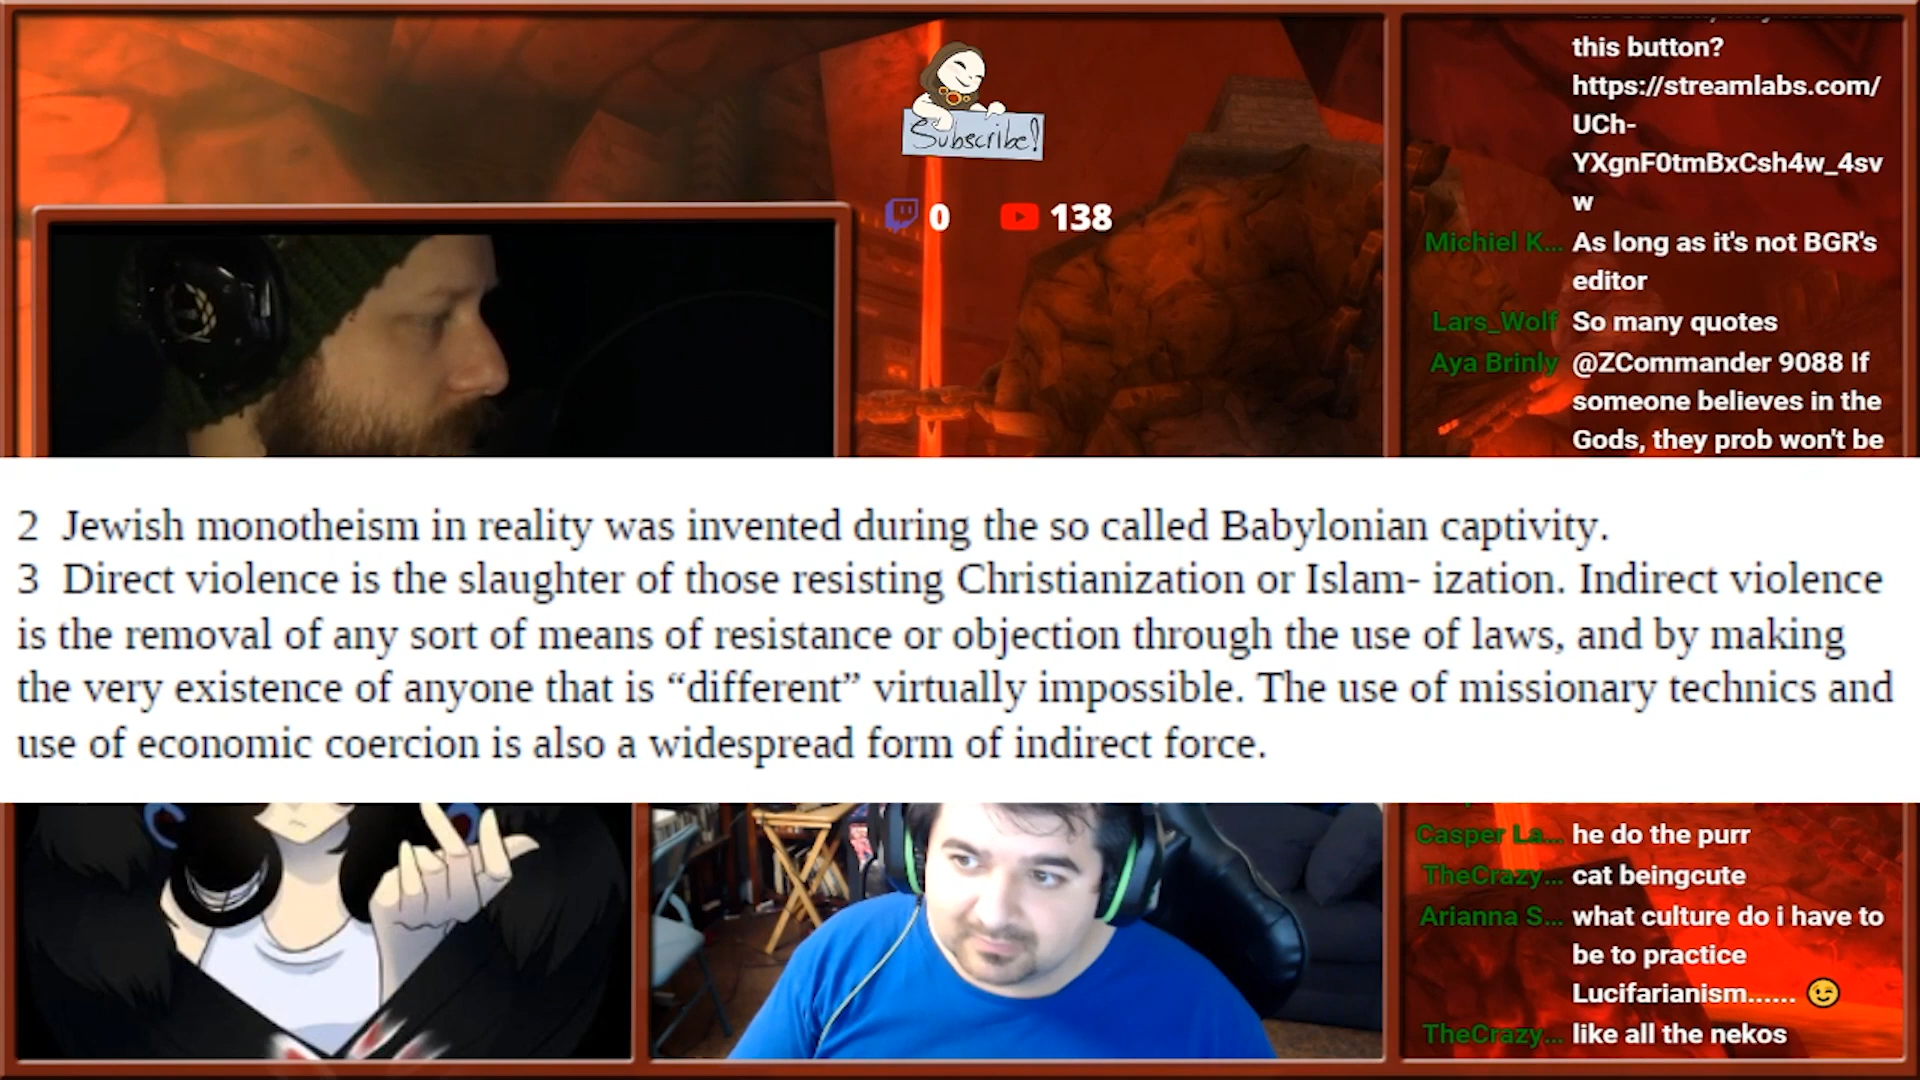 this button?
https://streamlabs.com/
UCh-
YXgnF0tmBxCsh4w_4sv
w
Subscribe!
0 138
Michiel K... As long as it's not BGR's
editor
Lars_Wolf So many quotes
Aya Brinly @ZCommander 9088 If
someone believes in the
Gods, they prob won't be
2 Jewish monotheism in reality was invented during the so called Babylonian captivity.
3 Direct violence is the slaughter of those resisting Christianization or Islam- ization. Indirect violence
is the removal of any sort of means of resistance or objection through the use of laws, and by making
the very existence of anyone that is “different” virtually impossible. The use of missionary technics and
use of economic coercion is also a widespread form of indirect force.
Casper La... he do the purr
TheCrazy... cat beingcute
Arianna S... what culture do i have to
be to practice
Lucifarianism...... 😉
TheCrazy... like all the nekos